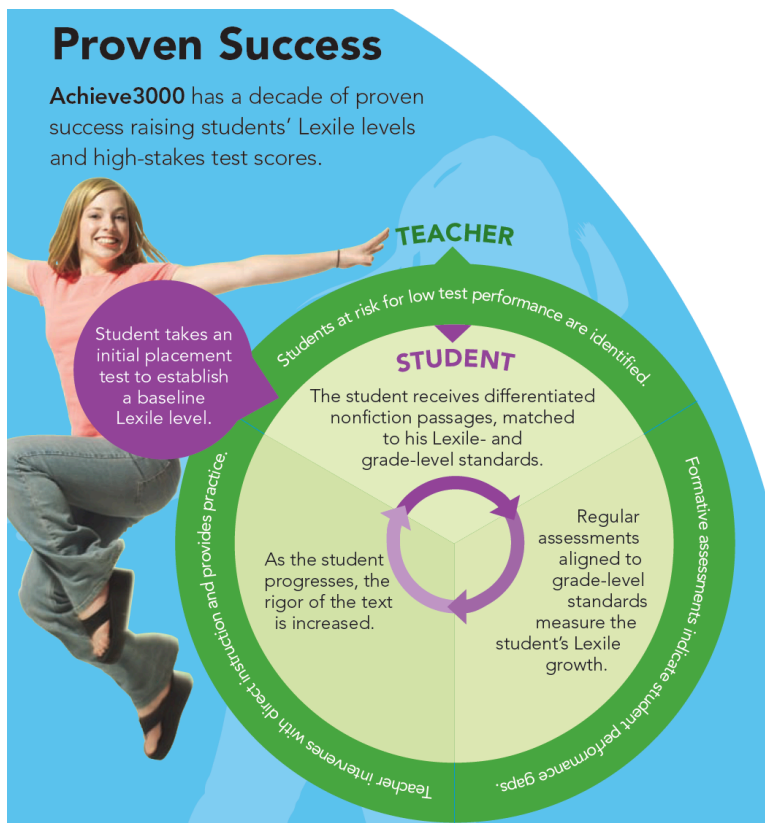 Proven Success
Achieve3000 has a decade of proven
success raising students’ Lexile levels
and high-stakes test scores.
TEACHER
Students at risk for low test performance are identified.
Student takes an
initial placement
test to establish
a baseline
Lexile level.
STUDENT
The student receives differentiated
nonfiction passages, matched
to his Lexile- and
grade-level standards.
Formative assessments indicate student performance gaps.
Regular
assessments
aligned to
grade-level
standards
measure the
student’s Lexile
growth.
As the student
progresses, the
rigor of the text
is increased.
Teacher intervenes with direct instruction and provides practice.